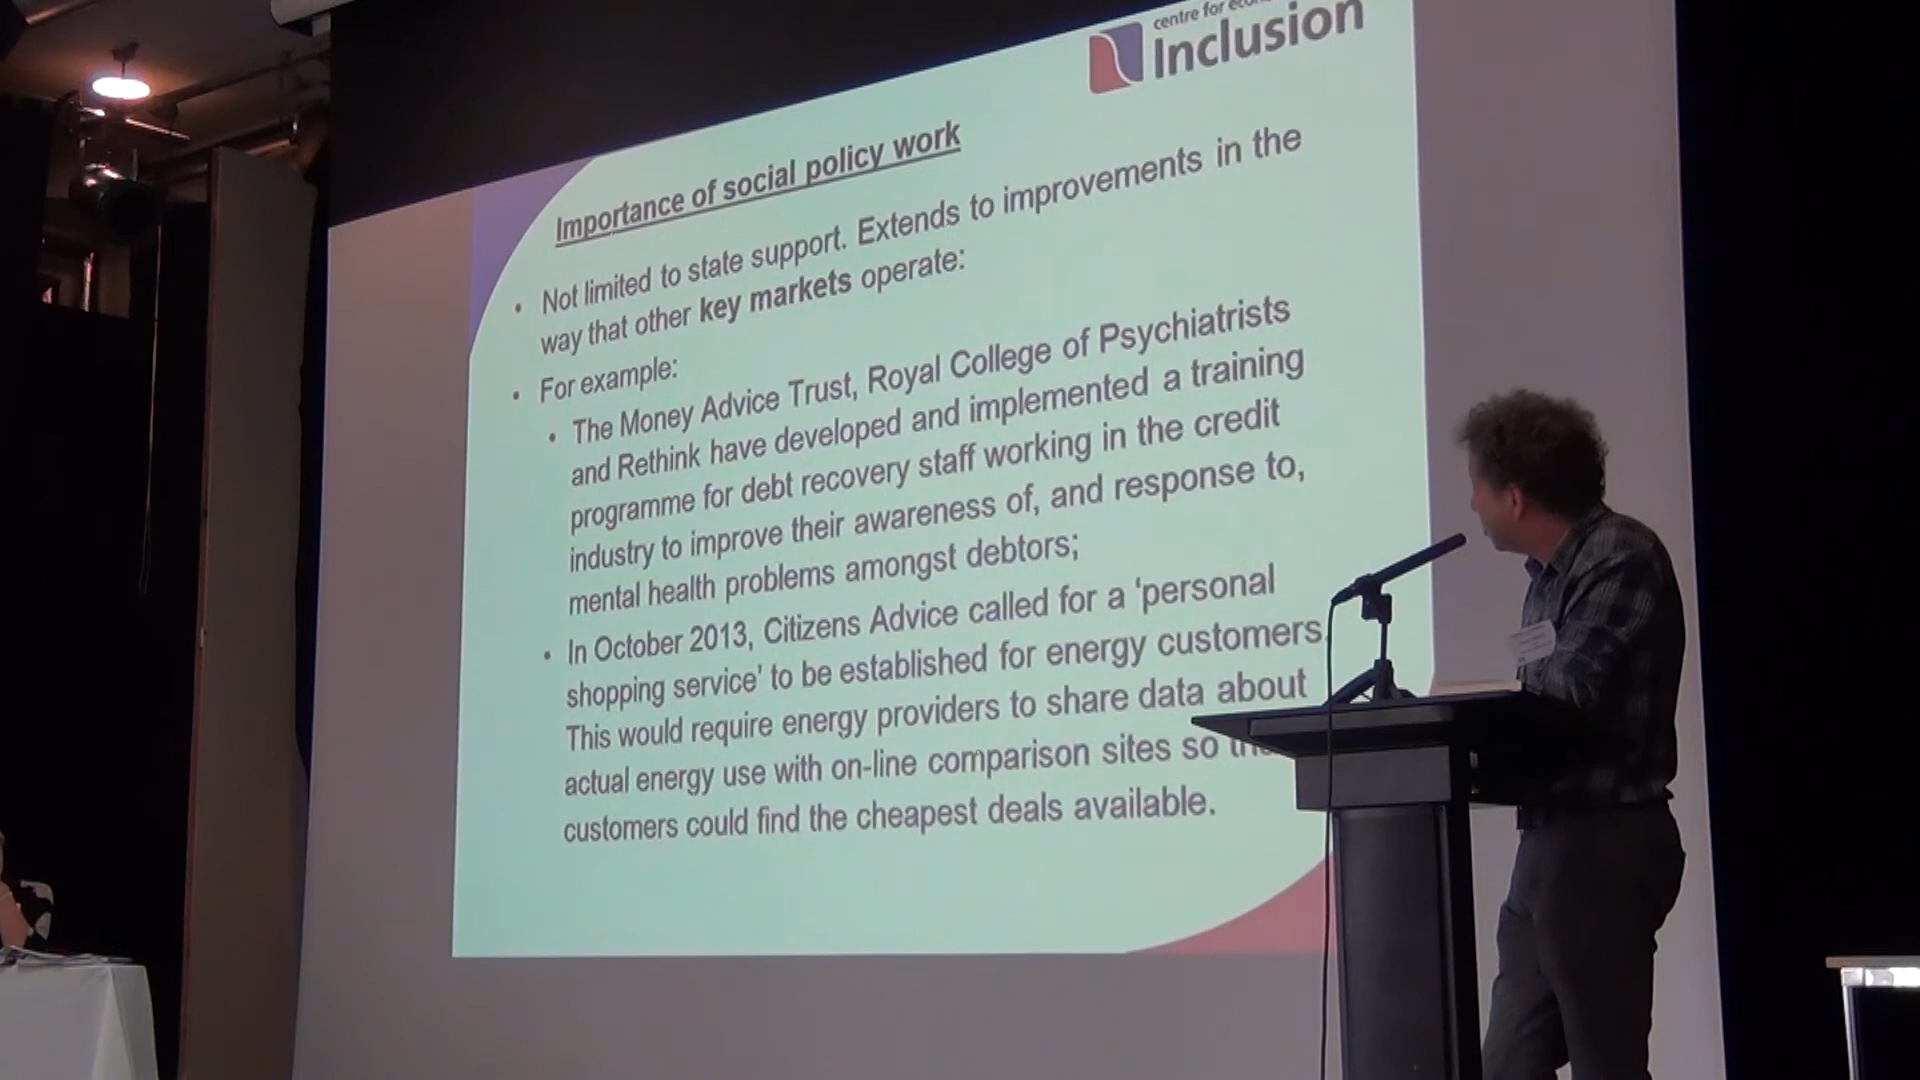 centre for
Inclusion
Importance of social policy work
• Not limited to state support. Extends to improvements in the
way that other key markets operate:
• For example:
• The Money Advice Trust, Royal College of Psychiatrists
and Rethink have developed and implemented a training
programme for debt recovery staff working in the credit
industry to improve their awareness of, and response to,
mental health problems amongst debtors;
• In October 2013, Citizens Advice called for a ‘personal
shopping service’ to be established for energy customers.
This would require energy providers to share data about
actual energy use with on-line comparison sites so
customers could find the cheapest deals available.